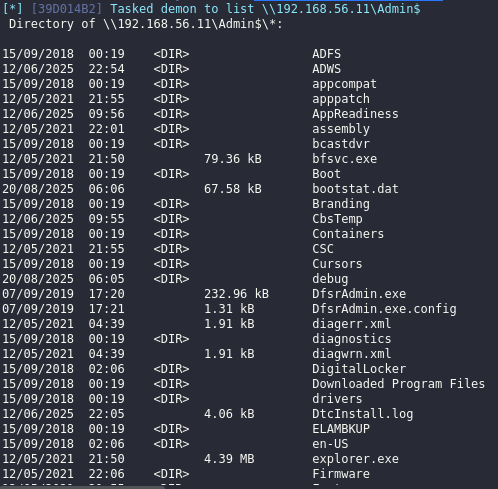 [*] [39D014B2] Tasked demon to list \\192.168.56.11\Admin$
Directory of \\192.168.56.11\Admin$\*:
15/09/2018 00:19 <DIR> ADFS
12/06/2025 22:54 <DIR> ADWS
15/09/2018 00:19 <DIR> appcompat
12/05/2021 21:55 <DIR> apppatch
12/06/2025 09:56 <DIR> AppReadiness
12/05/2021 22:01 <DIR> assembly
15/09/2018 00:19 <DIR> bcastdvr
12/05/2021 21:50 79.36 kB bfsvc.exe
15/09/2018 00:19 <DIR> Boot
20/08/2025 06:06 67.58 kB bootstat.dat
15/09/2018 00:19 <DIR> Branding
12/06/2025 09:55 <DIR> CbsTemp
15/09/2018 00:19 <DIR> Containers
12/05/2021 21:55 <DIR> CSC
15/09/2018 00:19 <DIR> Cursors
20/08/2025 06:05 <DIR> debug
07/09/2019 17:20 232.96 kB DfsrAdmin.exe
07/09/2019 17:21 1.31 kB DfsrAdmin.exe.config
12/05/2021 04:39 1.91 kB diagerr.xml
15/09/2018 00:19 <DIR> diagnostics
12/05/2021 04:39 1.91 kB diagwrn.xml
15/09/2018 02:06 <DIR> DigitalLocker
15/09/2018 00:19 <DIR> Downloaded Program Files
15/09/2018 00:19 <DIR> drivers
12/06/2025 22:05 4.06 kB DtcInstall.log
15/09/2018 00:19 <DIR> ELAMBKUP
15/09/2018 02:06 <DIR> en-US
12/05/2021 21:50 4.39 MB explorer.exe
12/05/2021 22:06 <DIR> Firmware